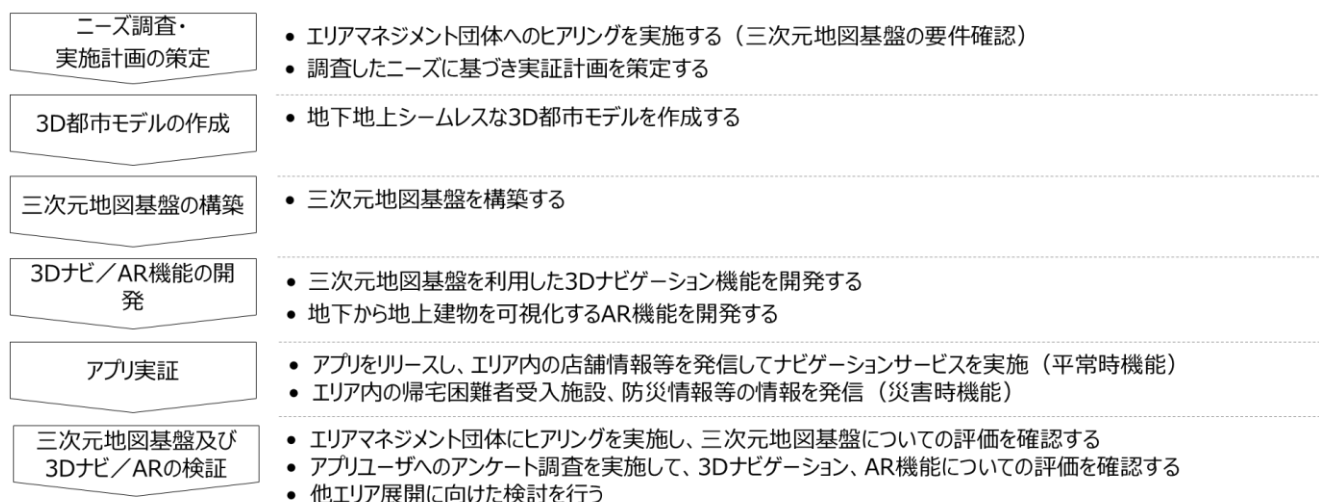 ニーズ調査・
実施計画の策定
• エリアマネジメント団体へのヒアリングを実施する（三次元地図基盤の要件確認）
• 調査したニーズに基づき実証計画を策定する
3D都市モデルの作成
• 地下地上シームレスな3D都市モデルを作成する
三次元地図基盤の構築
• 三次元地図基盤を構築する
3Dナビ／AR機能の開
発
• 三次元地図基盤を利用した3Dナビゲーション機能を開発する
• 地下から地上建物を可視化するAR機能を開発する
アプリ実証
• アプリをリリースし、エリア内の店舗情報等を発信してナビゲーションサービスを実施（平常時機能）
• エリア内の帰宅困難者受入施設、防災情報等の情報を発信（災害時機能）
三次元地図基盤及び
3Dナビ／ARの検証
• エリアマネジメント団体にヒアリングを実施し、三次元地図基盤についての評価を確認する
• アプリユーザへのアンケート調査を実施して、3Dナビゲーション、AR機能についての評価を確認する
• 他エリア展開に向けた検討を行う